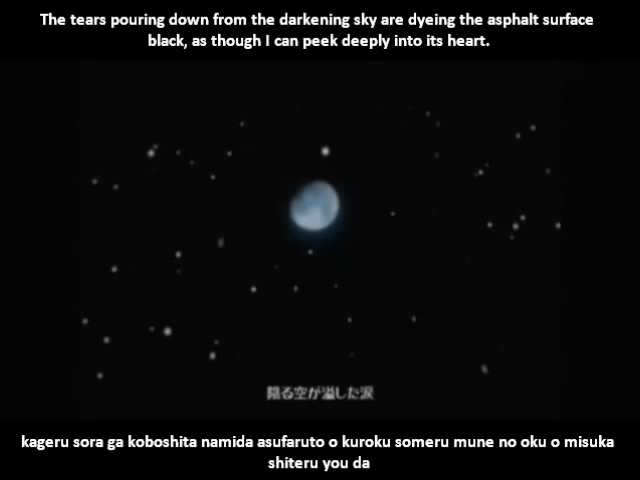 The tears pouring down from the darkening sky are dyeing the asphalt surface
black, as though I can peek deeply into its heart.
陰る空が溢した涙
kageru sora ga koboshita namida asufaruto o kuroku someru mune no oku o misuka
shiteru you da